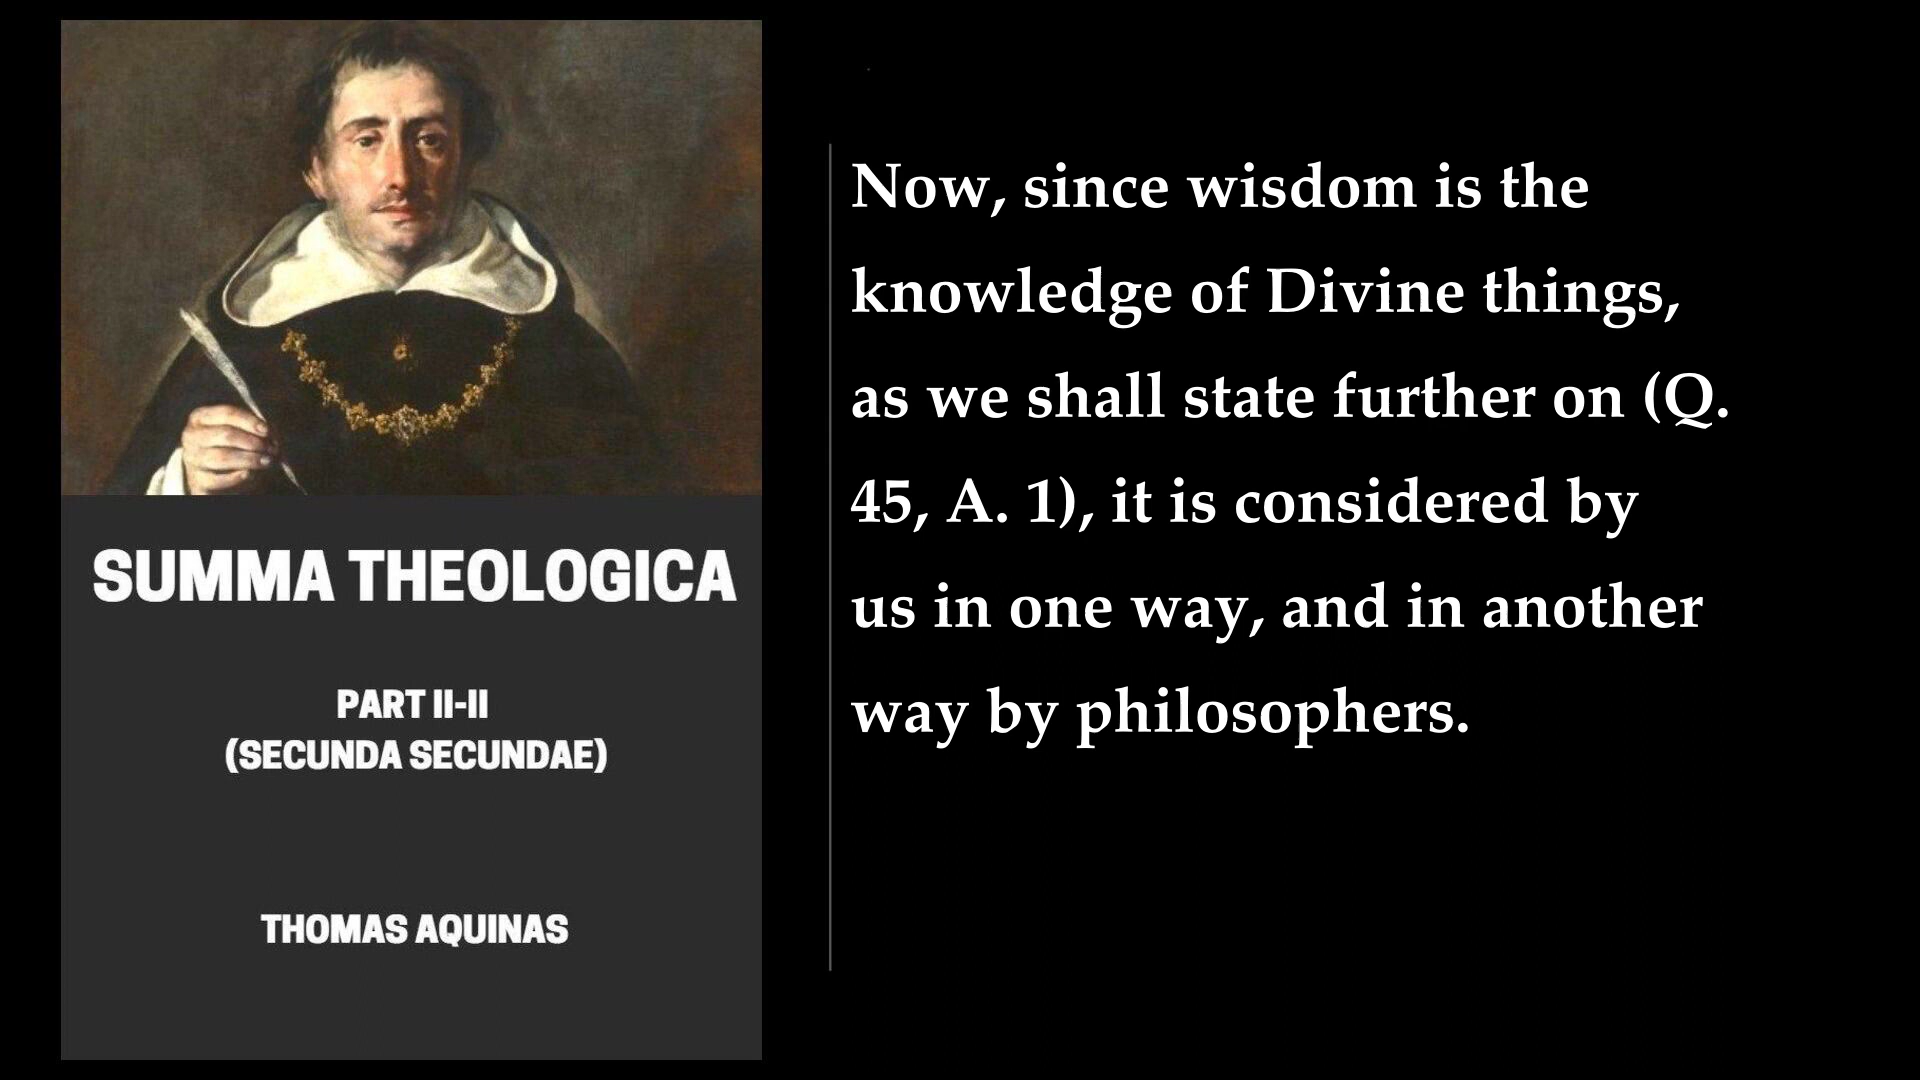 SUMMA THEOLOGICA
PART II-II
(SECUNDA SECUNDAE)
THOMAS AQUINAS
Now, since wisdom is the
knowledge of Divine things,
as we shall state further on (Q.
45, A. 1), it is considered by
us in one way, and in another
way by philosophers.